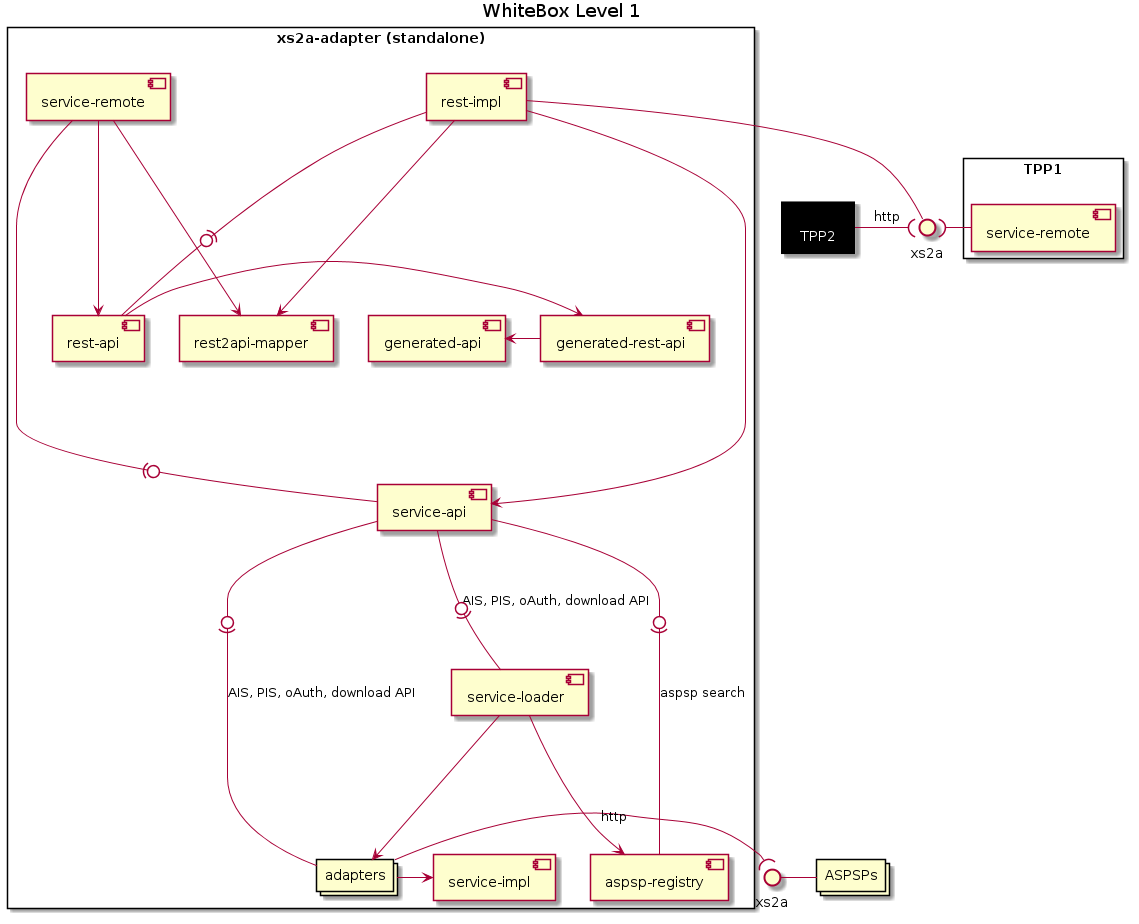 WhiteBox Level 1
xs2a-adapter (standalone)
service-remote
rest-impl
TPP1
http
TPP2
service-remote
xs2a
rest-api
rest2api-mapper
generated-api
generated-rest-api
service-api
AIS, PIS, oAuth, download API
AIS, PIS, oAuth, download API
aspsp search
service-loader
http
adapters
service-impl
aspsp-registry
ASPSPs
xs2a